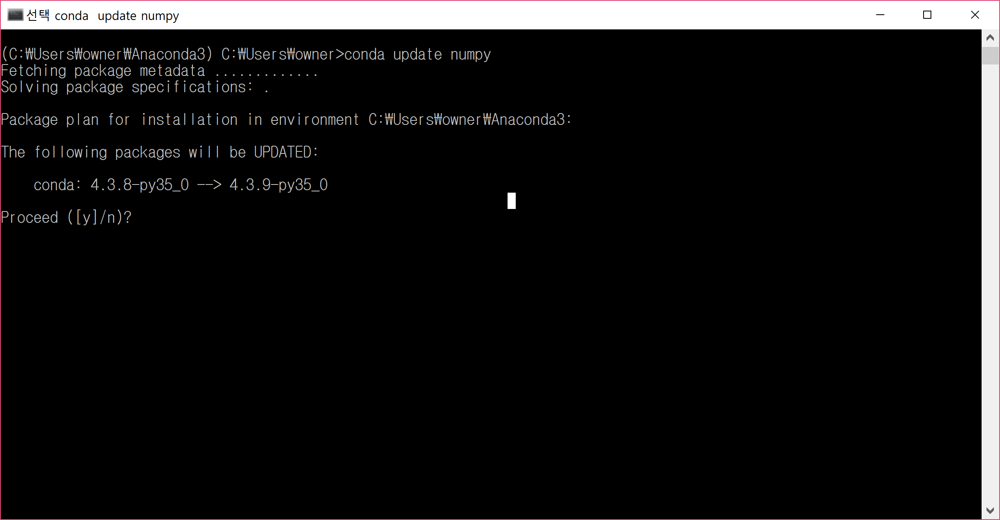 선택 conda  update numpy
(C:₩Users₩owner₩Anaconda3) C:₩Users₩owner>conda update numpy
Fetching package metadata .............
Solving package specifications: .
Package plan for installation in environment C:₩Users₩owner₩Anaconda3:
The following packages will be UPDATED:
    conda: 4.3.8-py35_0 --> 4.3.9-py35_0
Proceed ([y]/n)?